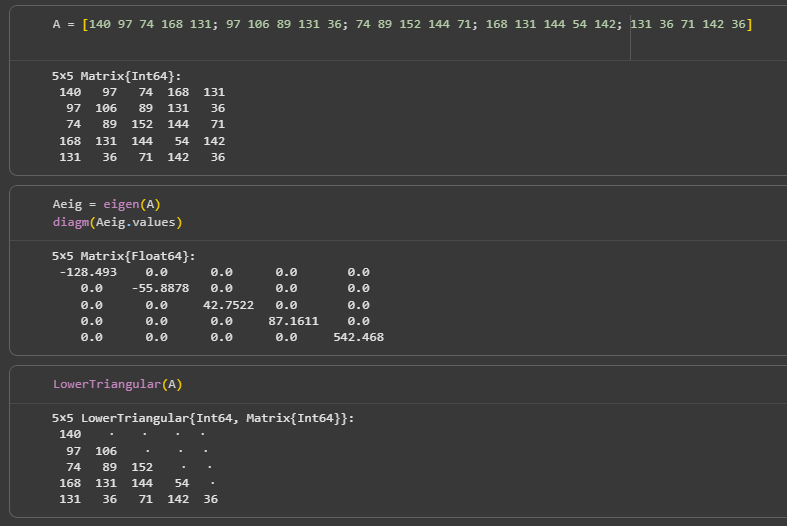 A = [140 97 74 168 131; 97 106 89 131 36; 74 89 152 144 71; 168 131 144 54 142; 131 36 71 142 36]
5×5 Matrix{Int64}:
140 97 74 168 131
97 106 89 131 36
74 89 152 144 71
168 131 144 54 142
131 36 71 142 36
Aeig = eigen(A)
diagm(Aeig.values)
5×5 Matrix{Float64}:
-128.493 0.0 0.0 0.0 0.0
0.0 -55.8878 0.0 0.0 0.0
0.0 0.0 42.7522 0.0 0.0
0.0 0.0 0.0 87.1611 0.0
0.0 0.0 0.0 0.0 542.468
LowerTriangular(A)
5×5 LowerTriangular{Int64, Matrix{Int64}}:
140 · · · ·
97 106 · · ·
74 89 152 · ·
168 131 144 54 ·
131 36 71 142 36